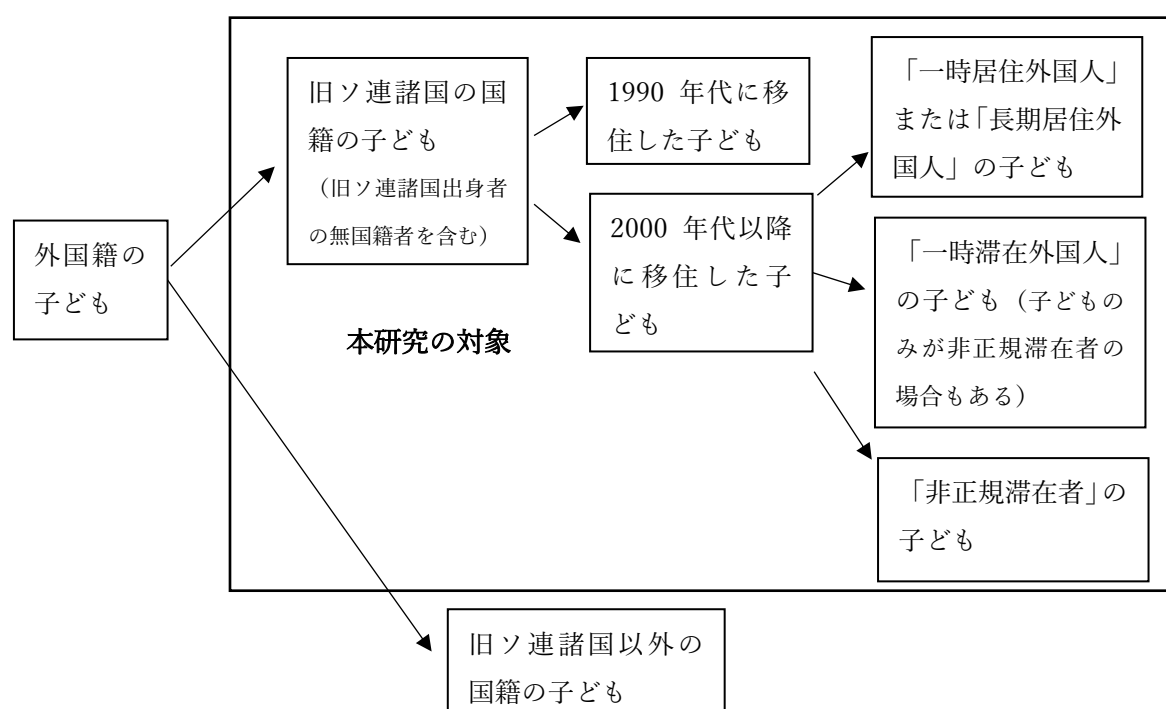 外国籍の
子ども
旧ソ連諸国の国
籍の子ども
（旧ソ連諸国出身者
の無国籍者を含む）
本研究の対象
1990 年代に移
住した子ども
2000 年代以降
に移住した子
ども
「一時居住外国人」
または「長期居住外
国人」の子ども
「一時滞在外国人」
の子ども（子どもの
みが非正規滞在者の
場合もある）
「非正規滞在者」の
子ども
旧ソ連諸国以外の
国籍の子ども